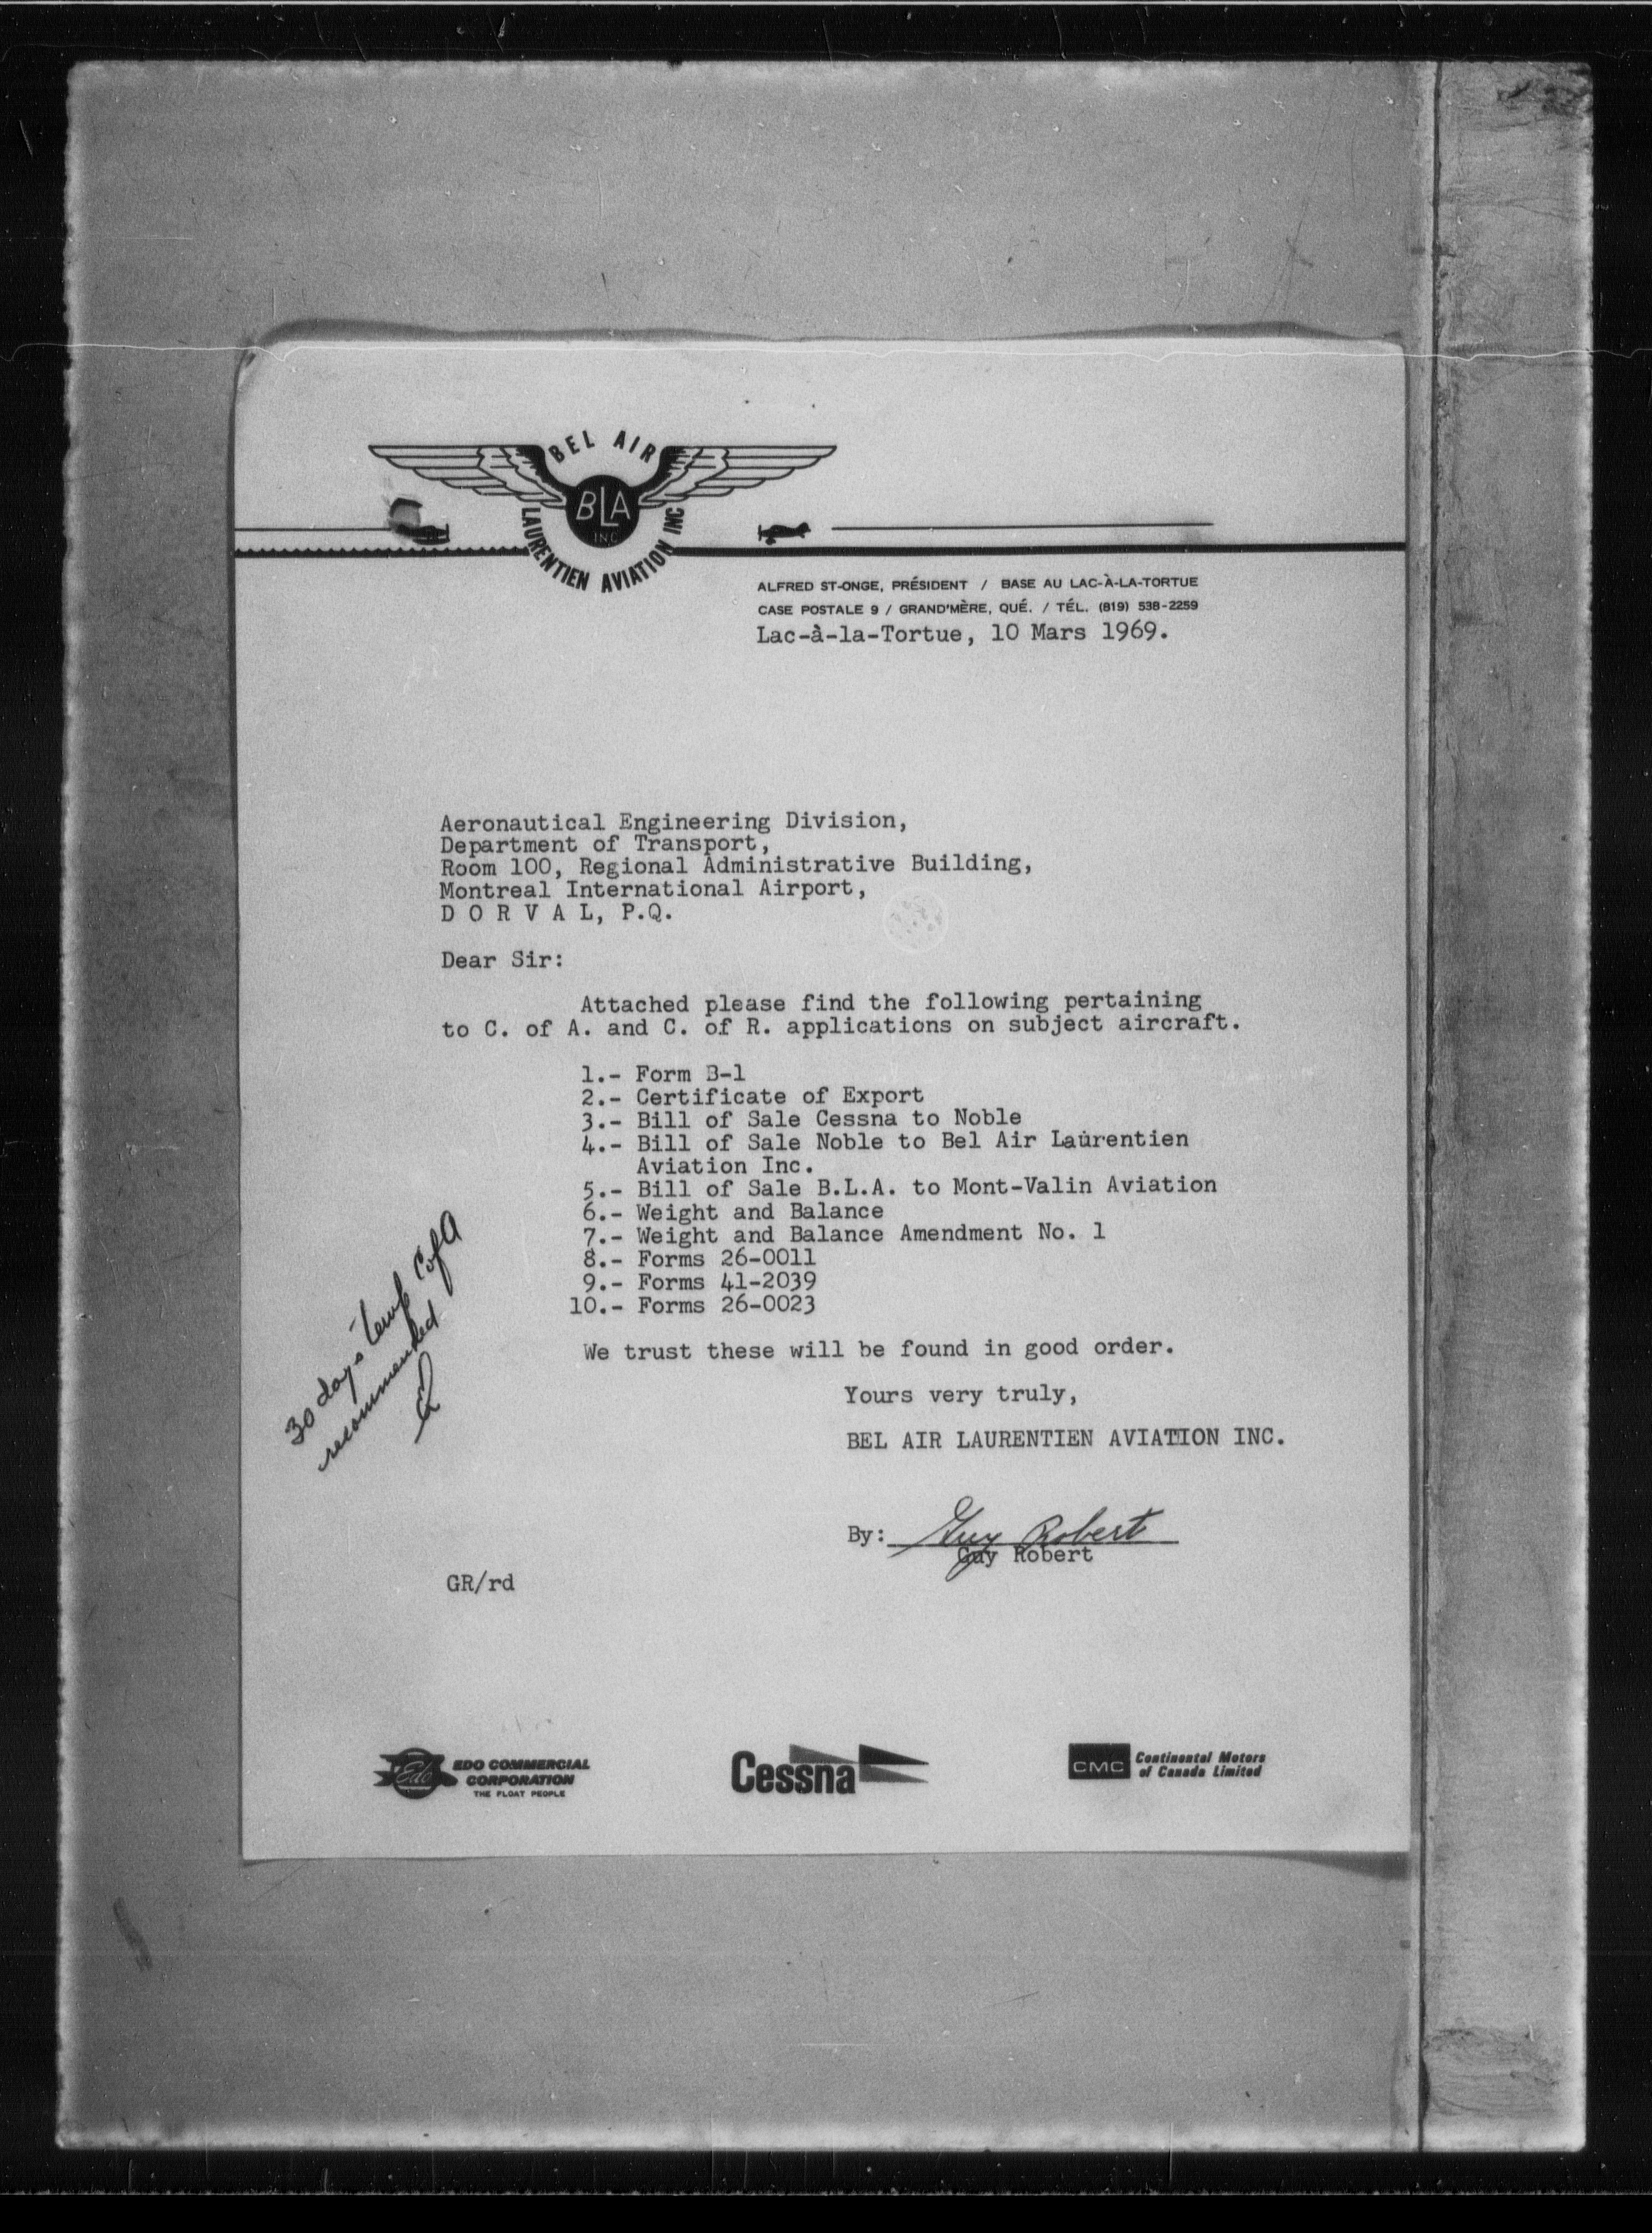 BEL AIR
BLA
INC
LAURENTIEN AVIATION INC
ALFRED ST-ONGE, PRÉSIDENT / BASE AU LAC-À-LA-TORTUE
CASE POSTALE 9 / GRAND'MÈRE, QUÉ. / TÉL. (819) 538-2259
Lac-à-la-Tortue, 10 Mars 1969.
Aeronautical Engineering Division,
Department of Transport,
Room 100, Regional Administrative Building,
Montreal International Airport,
D O R V A L, P.Q.
Dear Sir:
Attached please find the following pertaining
to C. of A. and C. of R. applications on subject aircraft.
1.- Form B-1
2.- Certificate of Export
3.- Bill of Sale Cessna to Noble
4.- Bill of Sale Noble to Bel Air Laurentien
Aviation Inc.
5.- Bill of Sale B.L.A. to Mont-Valin Aviation
6.- Weight and Balance
7.- Weight and Balance Amendment No. 1
8.- Forms 26-0011
9.- Forms 41-2039
10.- Forms 26-0023
30 days temp C of A
recommended
We trust these will be found in good order.
Yours very truly,
BEL AIR LAURENTIEN AVIATION INC.
By: Guy Robert
Guy Robert
GR/rd
Edo
EDO COMMERCIAL
CORPORATION
THE FLOAT PEOPLE
Cessna
CMC
Continental Motors
of Canada Limited